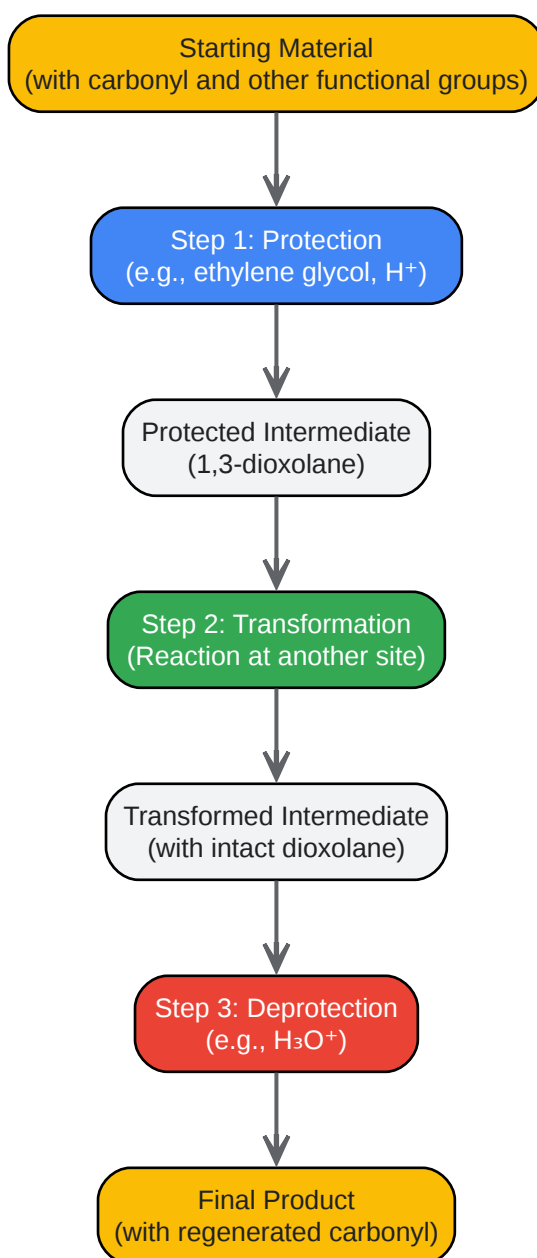 Starting Material
(with carbonyl and other functional groups)
Step 1: Protection
(e.g., ethylene glycol, H⁺)
Protected Intermediate
(1,3-dioxolane)
Step 2: Transformation
(Reaction at another site)
Transformed Intermediate
(with intact dioxolane)
Step 3: Deprotection
(e.g., H₃O⁺)
Final Product
(with regenerated carbonyl)